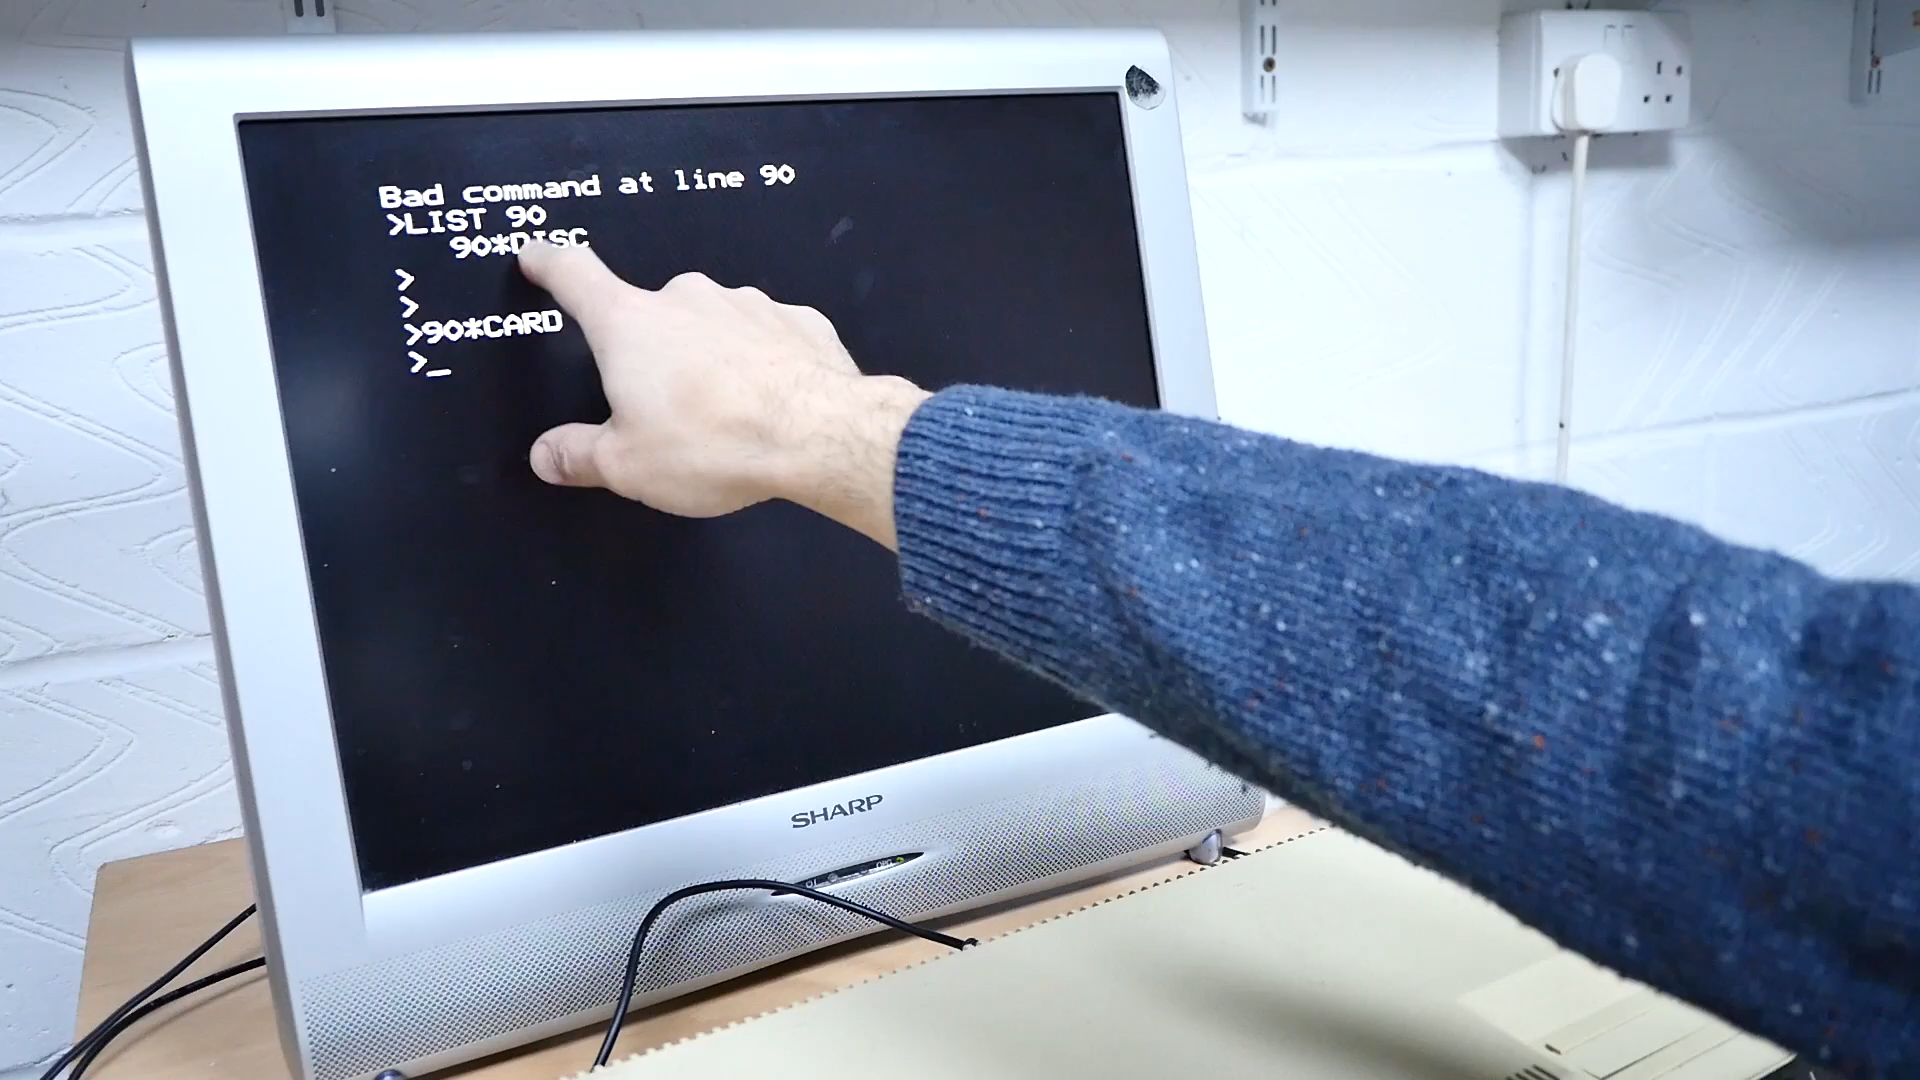 Bad command at line 90
>LIST 90
90*DISC
>
>
>90*CARD
>_
SHARP